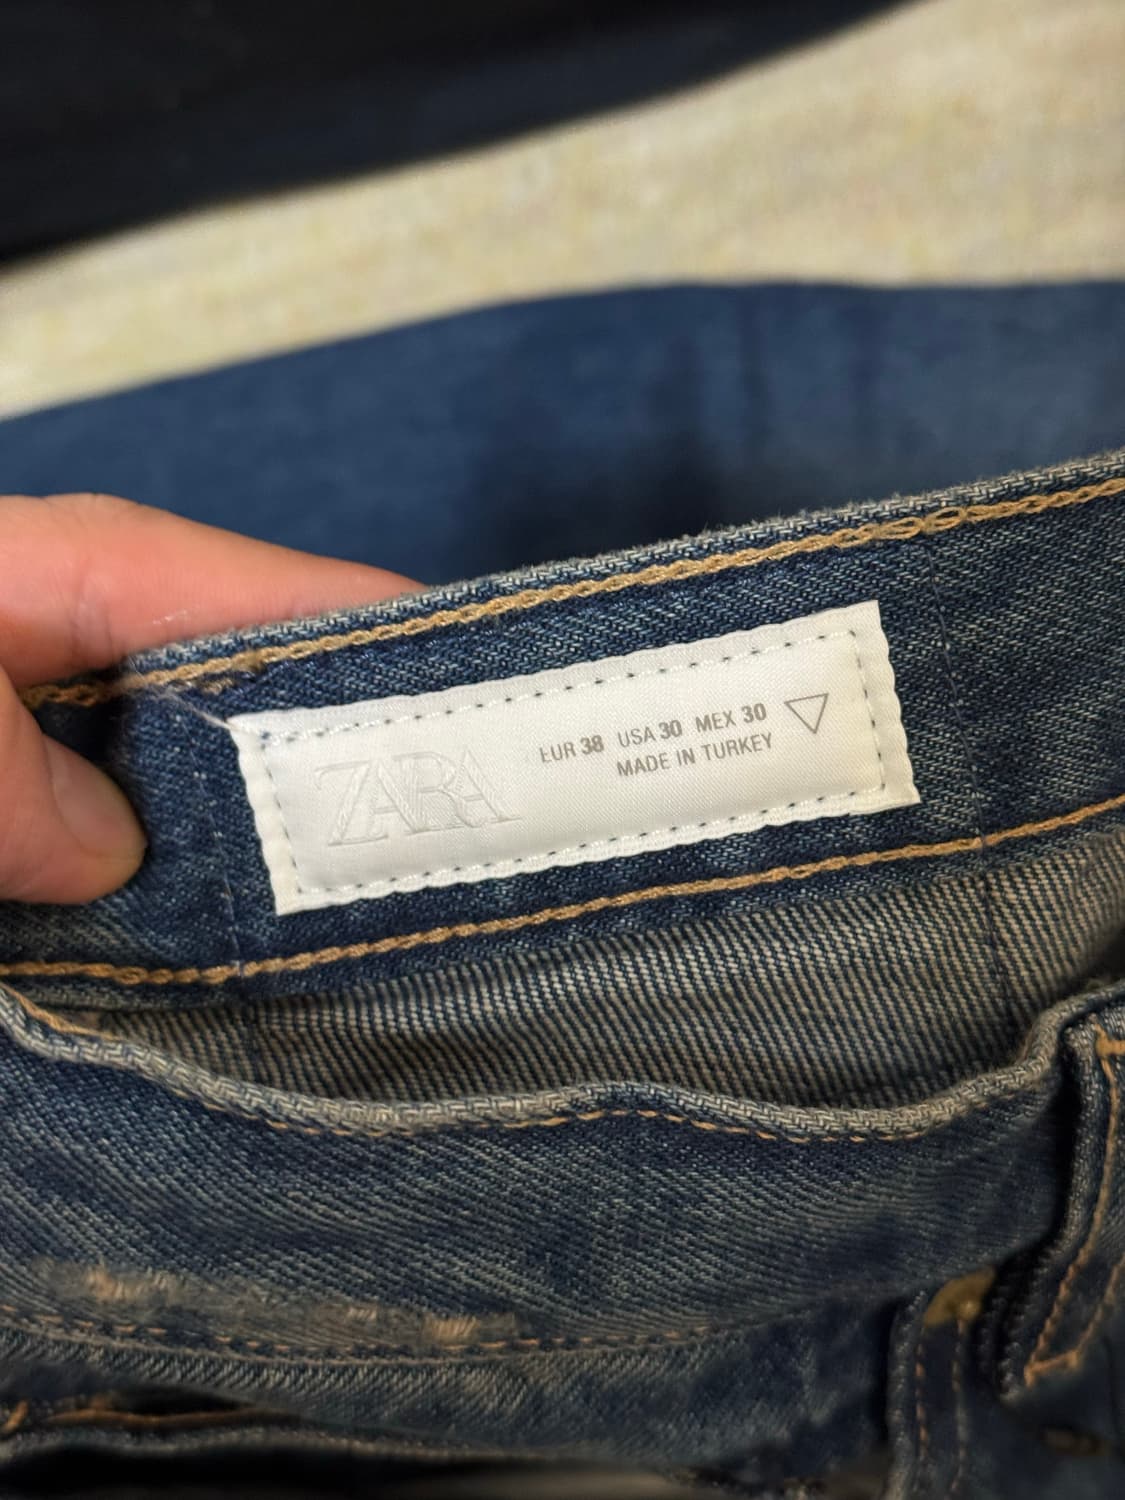 ZARA
EUR 38 USA 30 MEX 30
MADE IN TURKEY